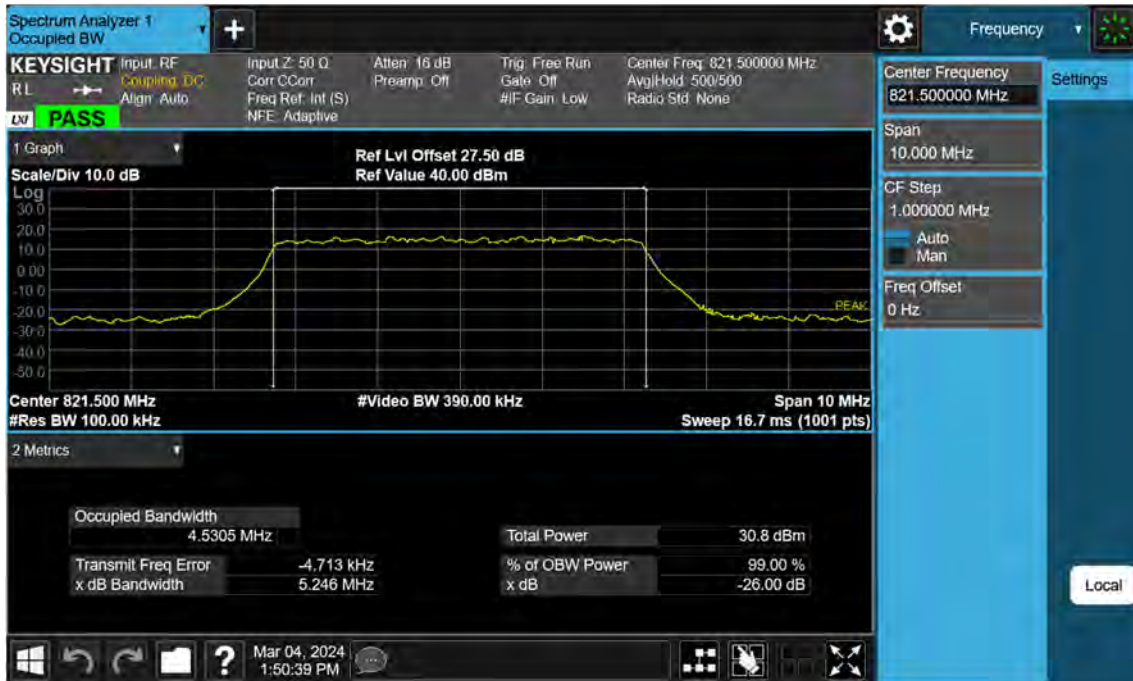 Spectrum Analyzer 1
Occupied BW
+
Frequency
KEYSIGHT
RL
LXI PASS
Input: RF
Coupling: DC
Align: Auto
Input Z: 50 Ω
Corr CCorr
Freq Ref: Int (S)
NFE: Adaptive
Atten: 16 dB
Preamp: Off
Trig: Free Run
Gate: Off
#IF Gain: Low
Center Freq: 821.500000 MHz
Avg|Hold: 500/500
Radio Std: None
Center Frequency
821.500000 MHz
Settings
Span
10.000 MHz
CF Step
1.000000 MHz
Auto
Man
Freq Offset
0 Hz
Local
1 Graph
Scale/Div 10.0 dB
Ref Lvl Offset 27.50 dB
Ref Value 40.00 dBm
Log
30.0
20.0
10.0
0.00
-10.0
-20.0
-30.0
-40.0
-50.0
PEAK
Center 821.500 MHz
#Video BW 390.00 kHz
Span 10 MHz
#Res BW 100.00 kHz
Sweep 16.7 ms (1001 pts)
2 Metrics
Occupied Bandwidth
4.5305 MHz
Total Power 30.8 dBm
Transmit Freq Error -4.713 kHz
% of OBW Power 99.00 %
x dB Bandwidth 5.246 MHz
x dB -26.00 dB
?
Mar 04, 2024
1:50:39 PM